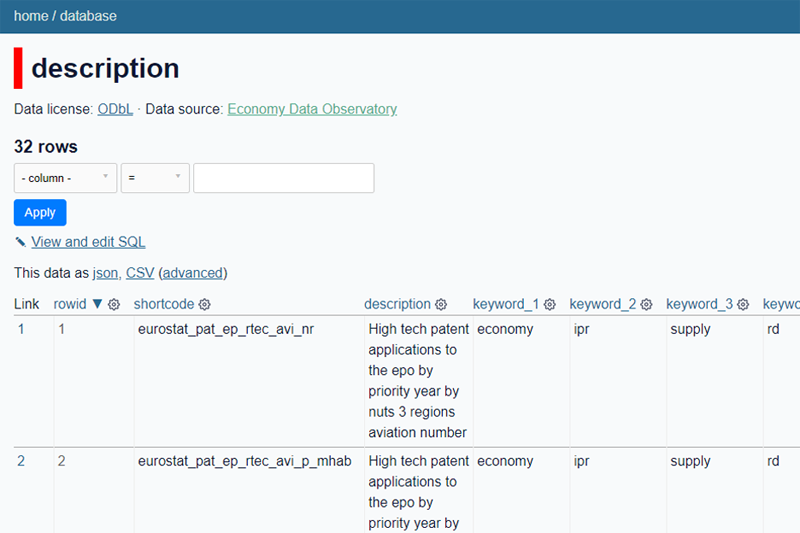 home / database
description
Data license: ODbL · Data source: Economy Data Observatory
32 rows
- column - =
Apply
View and edit SQL
This data as json, CSV (advanced)
Link rowid ▼ shortcode description keyword_1 keyword_2 keyword_3 keywo
1 1 eurostat_pat_ep_rtec_avi_nr High tech patent economy ipr supply rd
applications to
the epo by
priority year by
nuts 3 regions
aviation number
2 2 eurostat_pat_ep_rtec_avi_p_mhab High tech patent economy ipr supply rd
applications to
the epo by
priority year by